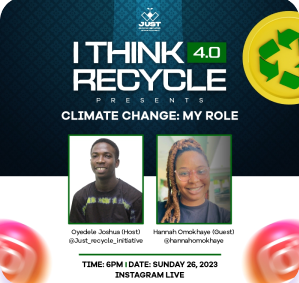 JUST
I THINK 4.0
RECYCLE
PRESENTS
CLIMATE CHANGE: MY ROLE
Oyedele Joshua (Host)
@Just_recycle_initiative
Hannah Omokhaye (Guest)
@hannahomokhaye
TIME: 6PM | DATE: SUNDAY 26, 2023
INSTAGRAM LIVE